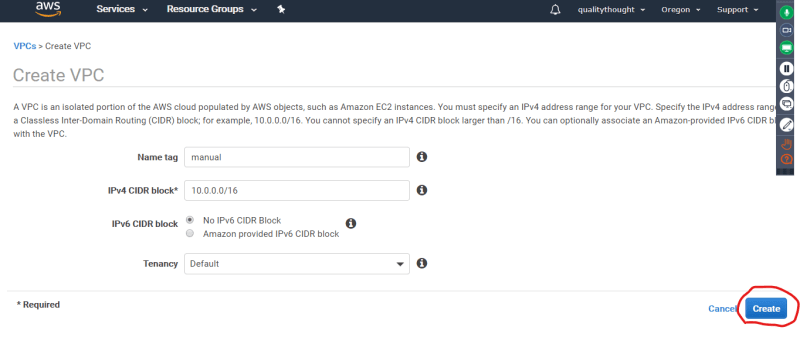 aws Services Resource Groups qualitythought Oregon Support
VPCs > Create VPC
Create VPC
A VPC is an isolated portion of the AWS cloud populated by AWS objects, such as Amazon EC2 instances. You must specify an IPv4 address range for your VPC. Specify the IPv4 address rang
a Classless Inter-Domain Routing (CIDR) block; for example, 10.0.0.0/16. You cannot specify an IPv4 CIDR block larger than /16. You can optionally associate an Amazon-provided IPv6 CIDR bl
with the VPC.
Name tag manual
IPv4 CIDR block* 10.0.0.0/16
IPv6 CIDR block No IPv6 CIDR Block
Amazon provided IPv6 CIDR block
Tenancy Default
* Required
Cancel Create